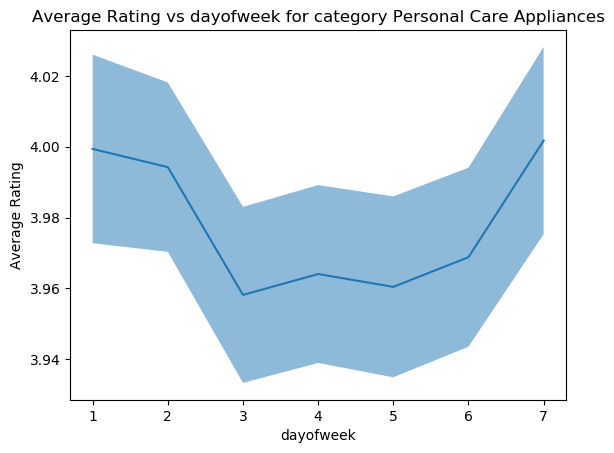 Average Rating vs dayofweek for category Personal Care Appliances
Average Rating
4.02
4.00
3.98
3.96
3.94
1 2 3 4 5 6 7
dayofweek